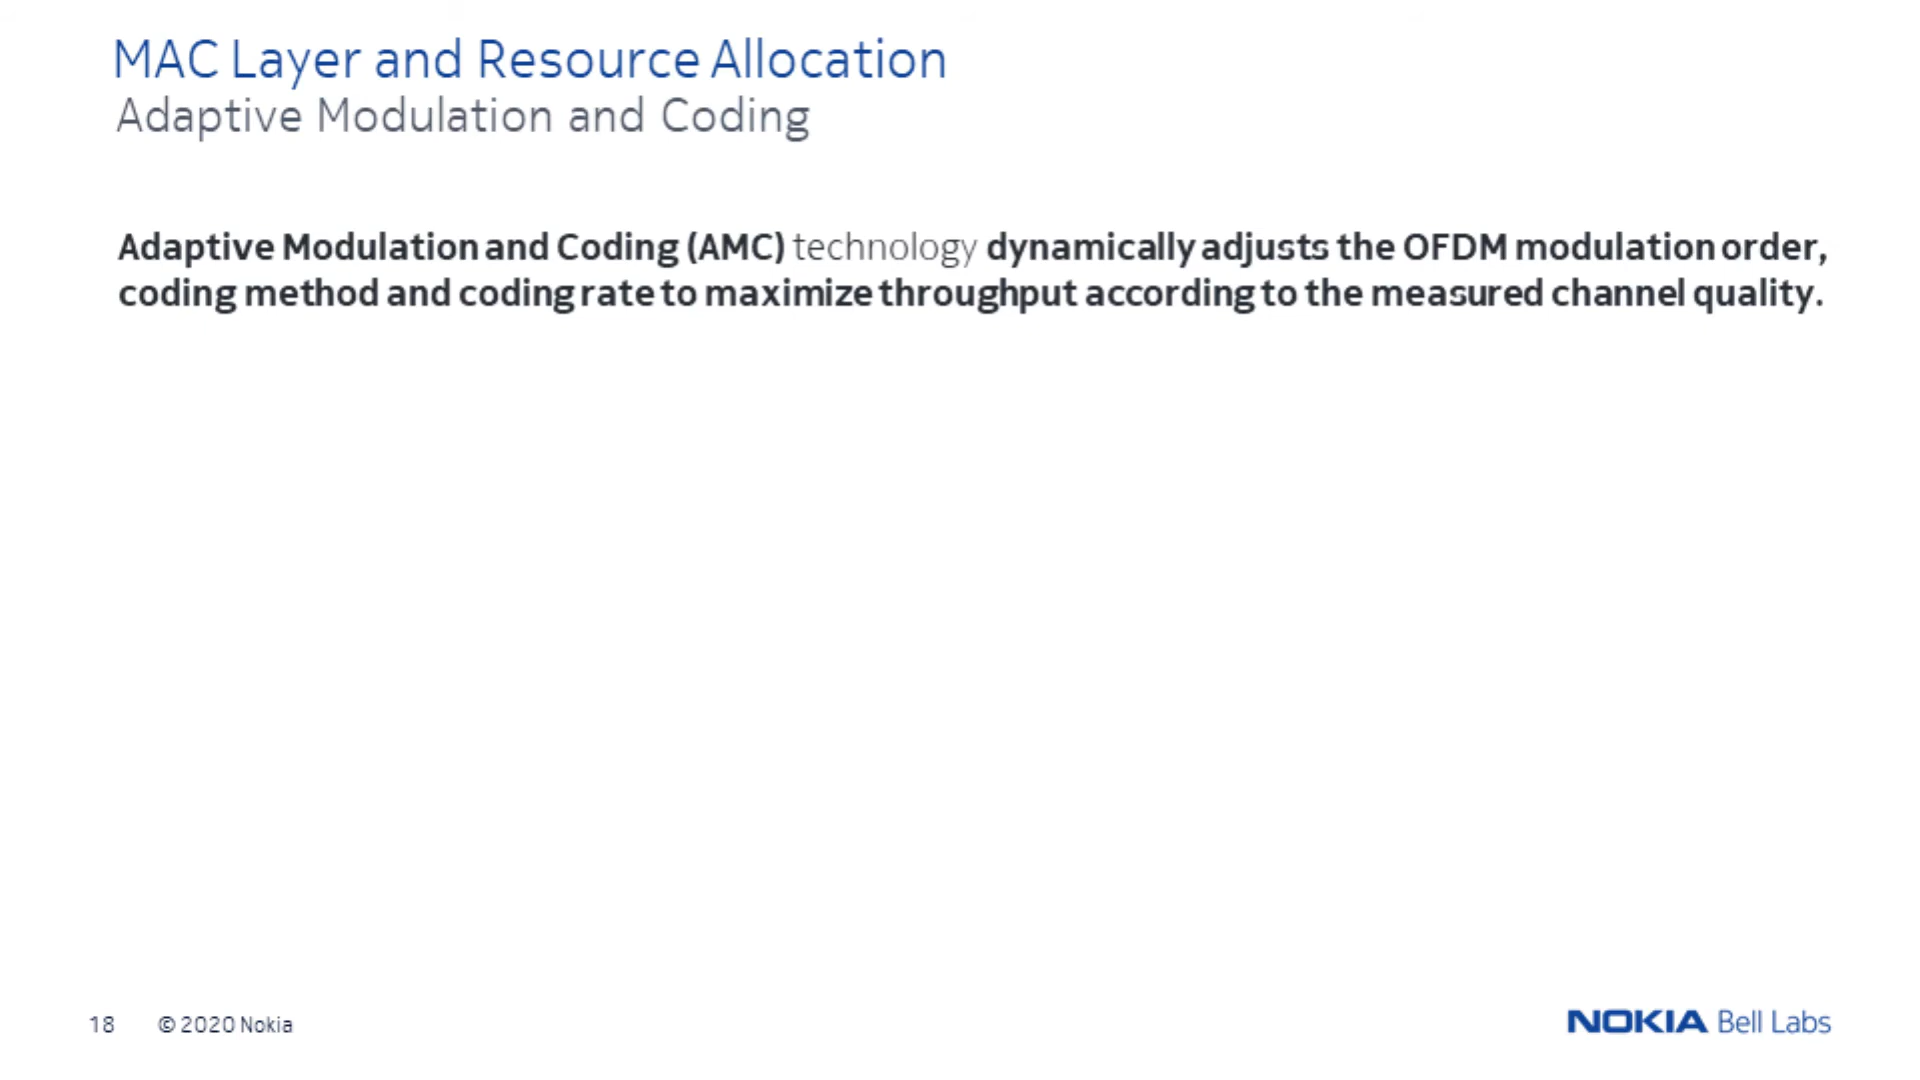 MAC Layer and Resource Allocation
Adaptive Modulation and Coding
Adaptive Modulation and Coding (AMC) technology dynamically adjusts the OFDM modulation order,
coding method and coding rate to maximize throughput according to the measured channel quality.
18 © 2020 Nokia
NOKIA Bell Labs